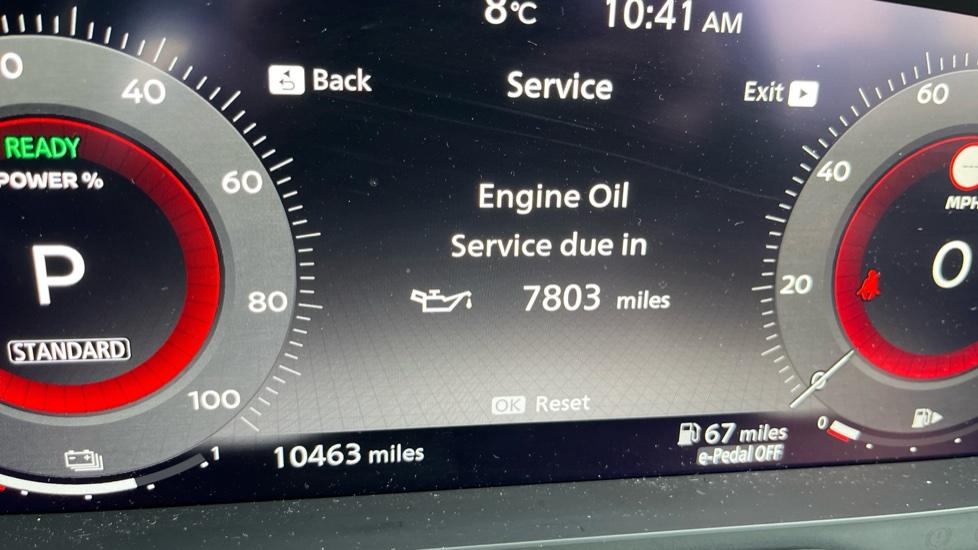 8°C 10:41 AM
Back Service Exit
0 40 60 80 100
READY
POWER %
P
STANDARD
Engine Oil
Service due in
7803 miles
OK Reset
60 40 20 0
MPH
0
1 10463 miles
67 miles
e-Pedal OFF
0